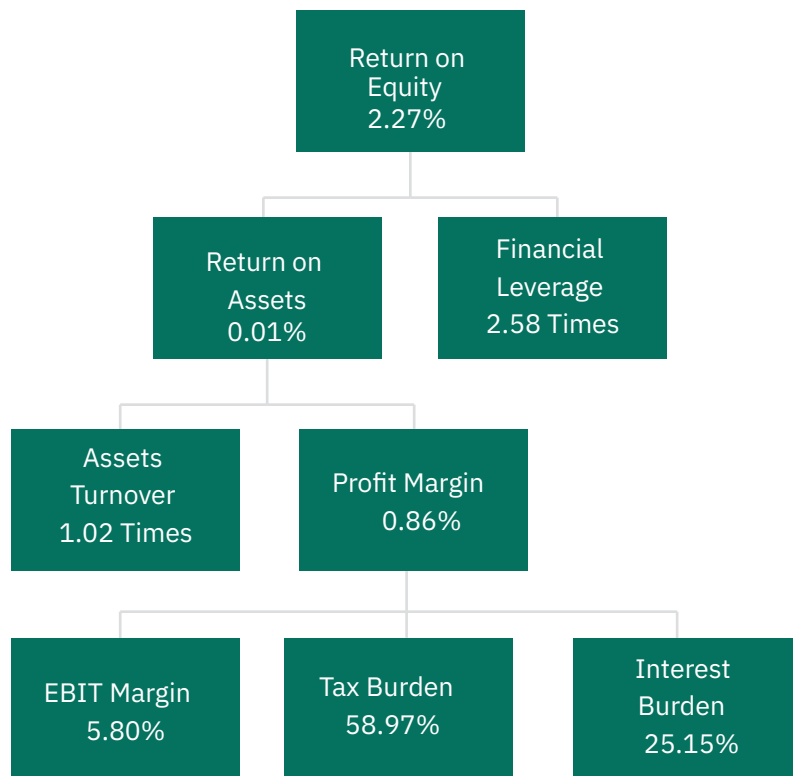 Return on
Equity
2.27%
Return on
Assets
0.01%
Financial
Leverage
2.58 Times
Assets
Turnover
1.02 Times
Profit Margin
0.86%
EBIT Margin
5.80%
Tax Burden
58.97%
Interest
Burden
25.15%